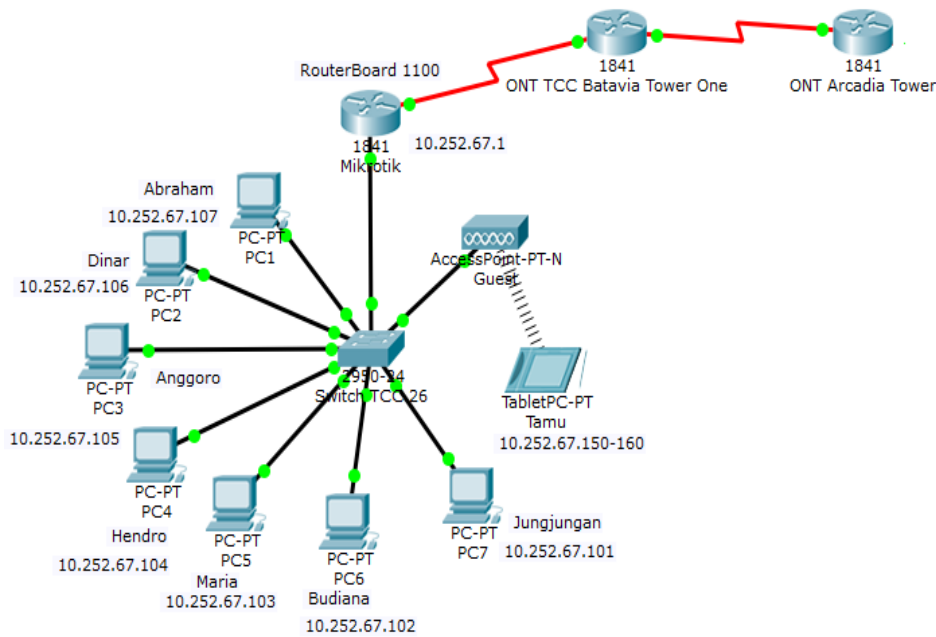 1841
ONT TCC Batavia Tower One
1841
ONT Arcadia Tower
RouterBoard 1100
1841
Mikrotik
10.252.67.1
Abraham
10.252.67.107
PC-PT
PC1
Dinar
10.252.67.106
PC-PT
PC2
AccessPoint-PT-N
Guest
PC-PT
PC3
Anggoro
10.252.67.105
2950-24
Switch TCC 26
TabletPC-PT
Tamu
10.252.67.150-160
PC-PT
PC4
Hendro
10.252.67.104
PC-PT
PC5
Maria
10.252.67.103
PC-PT
PC6
Budiana
10.252.67.102
PC-PT
PC7
Jungjungan
10.252.67.101